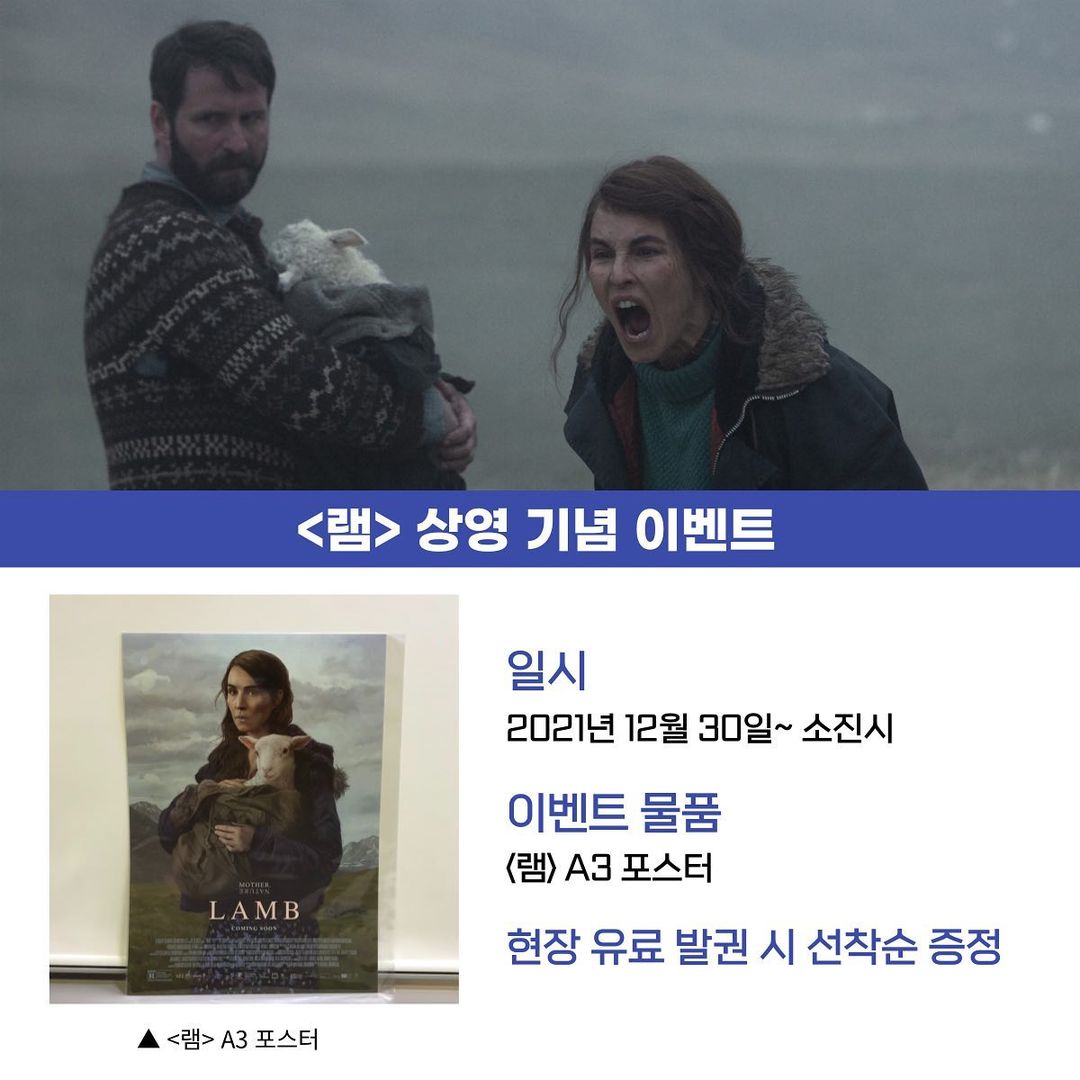 <램> 상영 기념 이벤트
일시
2021년 12월 30일~ 소진시
이벤트 물품
<램> A3 포스터
현장 유료 발권 시 선착순 증정
MOTHER.
NATURE
LAMB
COMING SOON
▲ <램> A3 포스터